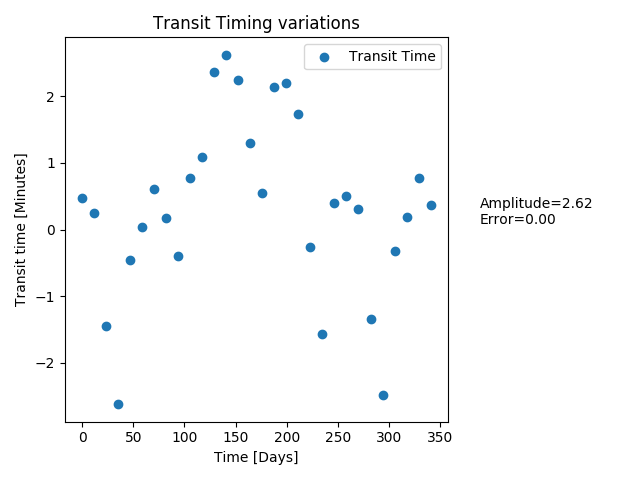 Transit Timing variations
Transit Time
Transit time [Minutes]
2
1
0
−1
−2
Amplitude=2.62
Error=0.00
0 50 100 150 200 250 300 350
Time [Days]